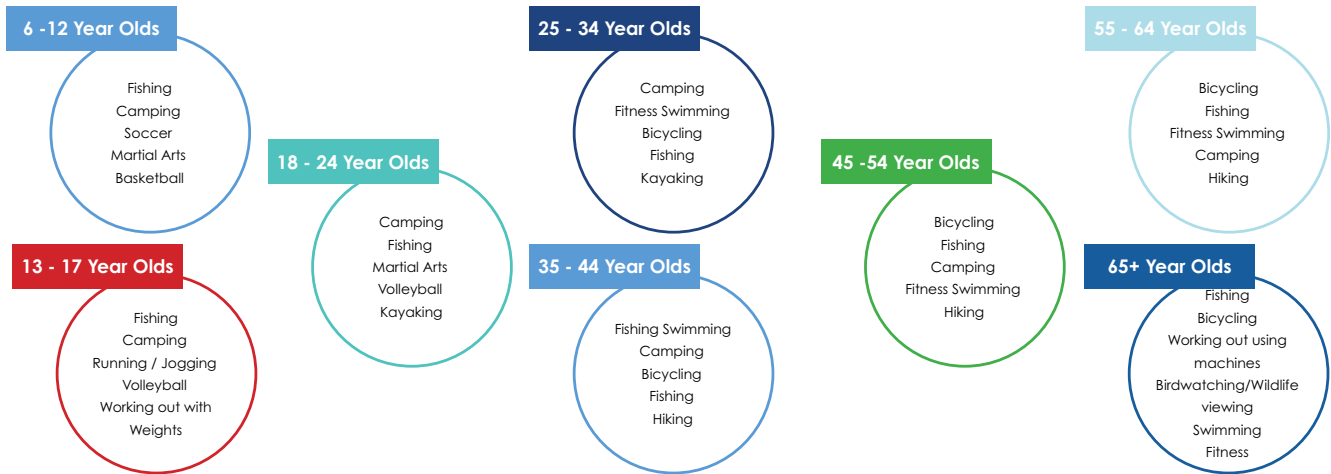 6 -12 Year Olds
Fishing
Camping
Soccer
Martial Arts
Basketball
13 - 17 Year Olds
Fishing
Camping
Running / Jogging
Volleyball
Working out with
Weights
18 - 24 Year Olds
Camping
Fishing
Martial Arts
Volleyball
Kayaking
25 - 34 Year Olds
Camping
Fitness Swimming
Bicycling
Fishing
Kayaking
35 - 44 Year Olds
Fishing Swimming
Camping
Bicycling
Fishing
Hiking
45 -54 Year Olds
Bicycling
Fishing
Camping
Fitness Swimming
Hiking
55 - 64 Year Olds
Bicycling
Fishing
Fitness Swimming
Camping
Hiking
65+ Year Olds
Fishing
Bicycling
Working out using
machines
Birdwatching/Wildlife
viewing
Swimming
Fitness